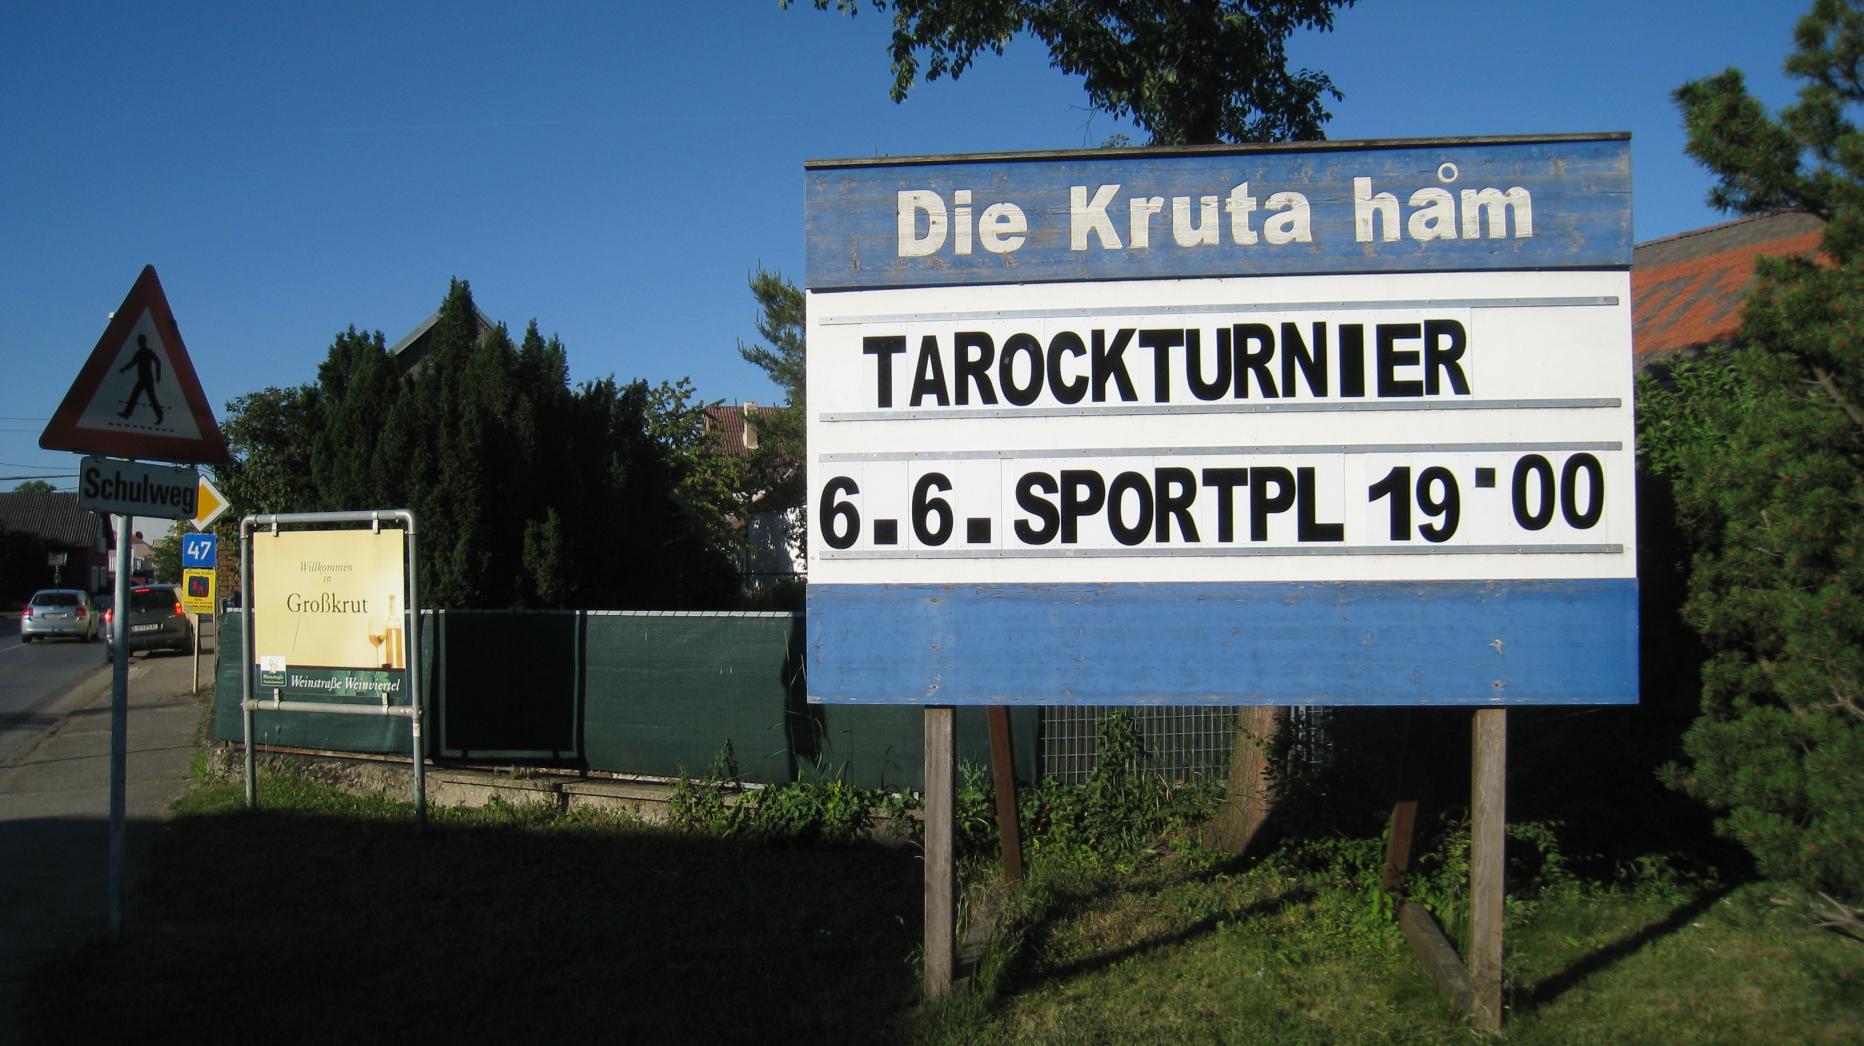 Die Kruta håm
TAROCKTURNIER
6.6. SPORTPL 19·00
Schulweg
47
Willkommen
in
Großkrut
Weinstraße Weinviertel